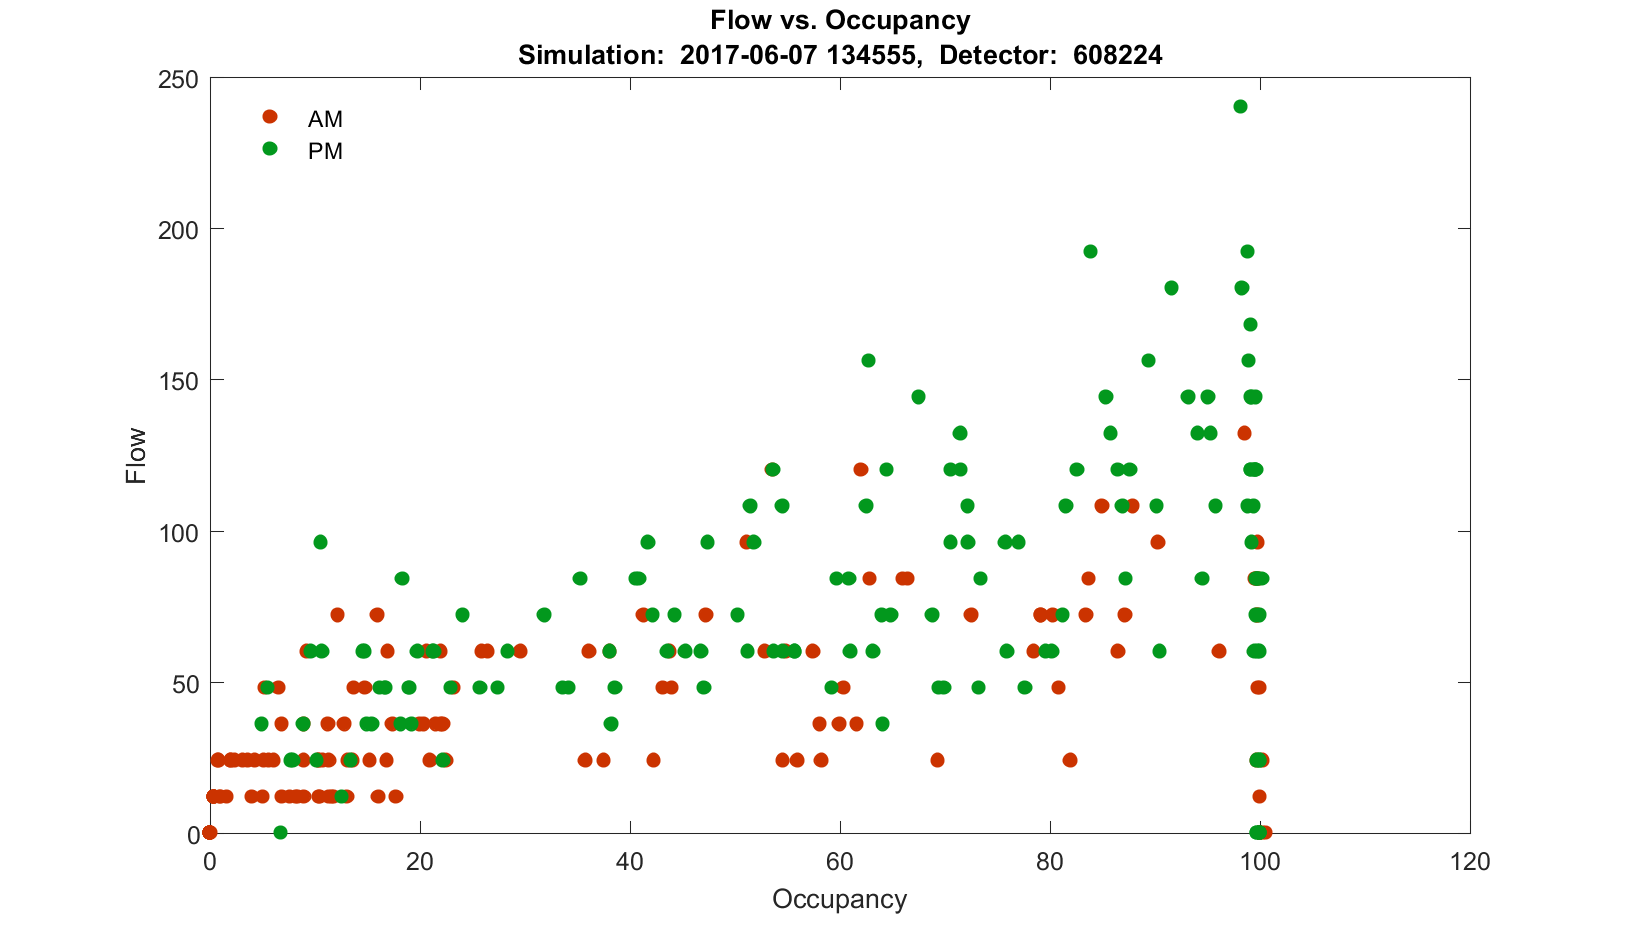 Flow vs. Occupancy
Simulation:  2017-06-07 134555,  Detector:  608224
250
AM
PM
200
150
Flow
100
50
0
0 20 40 60 80 100 120
Occupancy